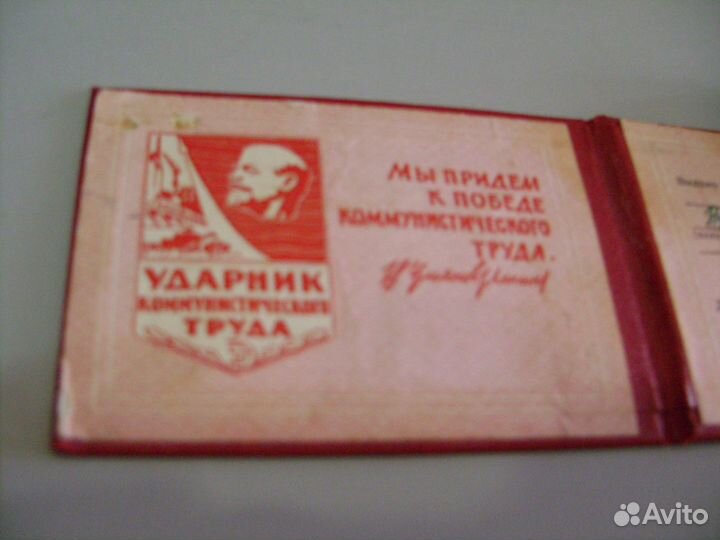 УДАРНИК
КОММУНИСТИЧЕСКОГО
ТРУДА
Мы придем
к победе
коммунистического
труда.
Avito